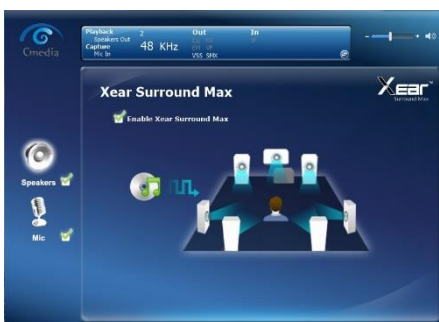 Cmedia
Playback
Speakers Out
Capture
Mic In
2
48 KHz
Out
VSS SMX
In
Xear
Surround Max
Xear Surround Max
Enable Xear Surround Max
Speakers
Mic